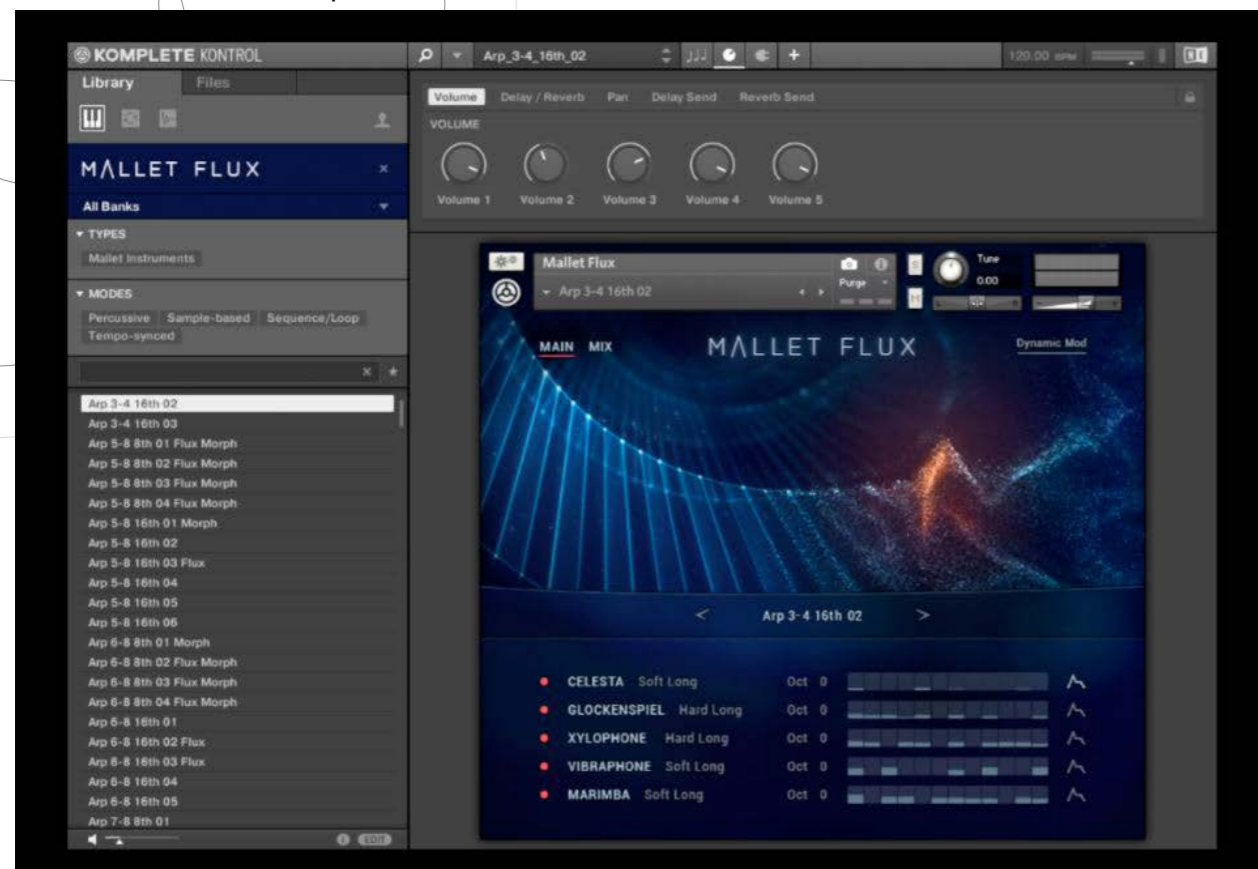 KOMPLETE KONTROL
Arp_3-4_16th_02
120.00 BPM
Library Files
MALLET FLUX
All Banks
TYPES
Mallet Instruments
MODES
Percussive Sample-based Sequence/Loop
Tempo-synced
Arp 3-4 16th 02
Arp 3-4 16th 03
Arp 5-8 8th 01 Flux Morph
Arp 5-8 8th 02 Flux Morph
Arp 5-8 8th 03 Flux Morph
Arp 5-8 8th 04 Flux Morph
Arp 5-8 16th 01 Morph
Arp 5-8 16th 02
Arp 5-8 16th 03 Flux
Arp 5-8 16th 04
Arp 5-8 16th 05
Arp 5-8 16th 06
Arp 6-8 8th 01 Morph
Arp 6-8 8th 02 Flux Morph
Arp 6-8 8th 03 Flux Morph
Arp 6-8 8th 04 Flux Morph
Arp 6-8 16th 01
Arp 6-8 16th 02 Flux
Arp 6-8 16th 03 Flux
Arp 6-8 16th 04
Arp 6-8 16th 05
Arp 7-8 8th 01
EDIT
Volume Delay / Reverb Pan Delay Send Reverb Send
VOLUME
Volume 1 Volume 2 Volume 3 Volume 4 Volume 5
Mallet Flux
Arp 3-4 16th 02
Purge
S
M
Tune
0.00
L R
MAIN MIX
MALLET FLUX
Dynamic Mod
< Arp 3-4 16th 02 >
CELESTA Soft Long Oct 0
GLOCKENSPIEL Hard Long Oct 0
XYLOPHONE Hard Long Oct 0
VIBRAPHONE Soft Long Oct 0
MARIMBA Soft Long Oct 0